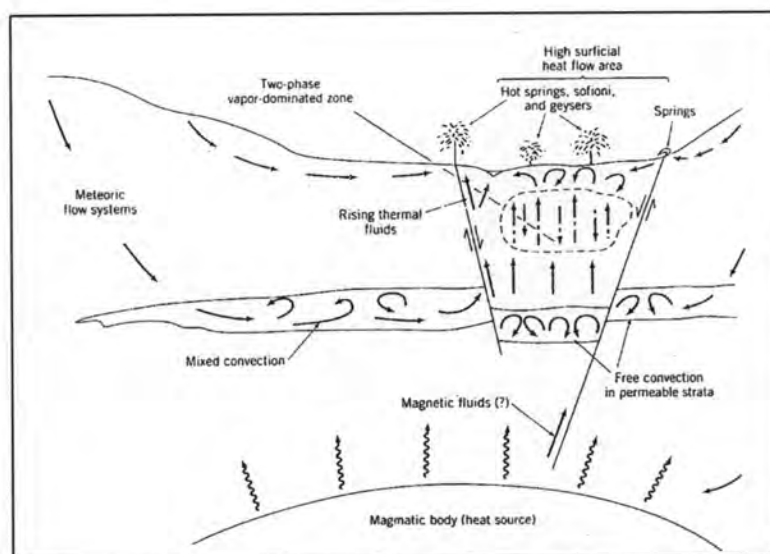 High surficial
heat flow area
Two-phase
vapor-dominated zone
Hot springs, sofioni,
and geysers
Springs
Meteoric
flow systems
Rising thermal
fluids
Mixed convection
Free convection
in permeable strata
Magnetic fluids (?)
Magmatic body (heat source)